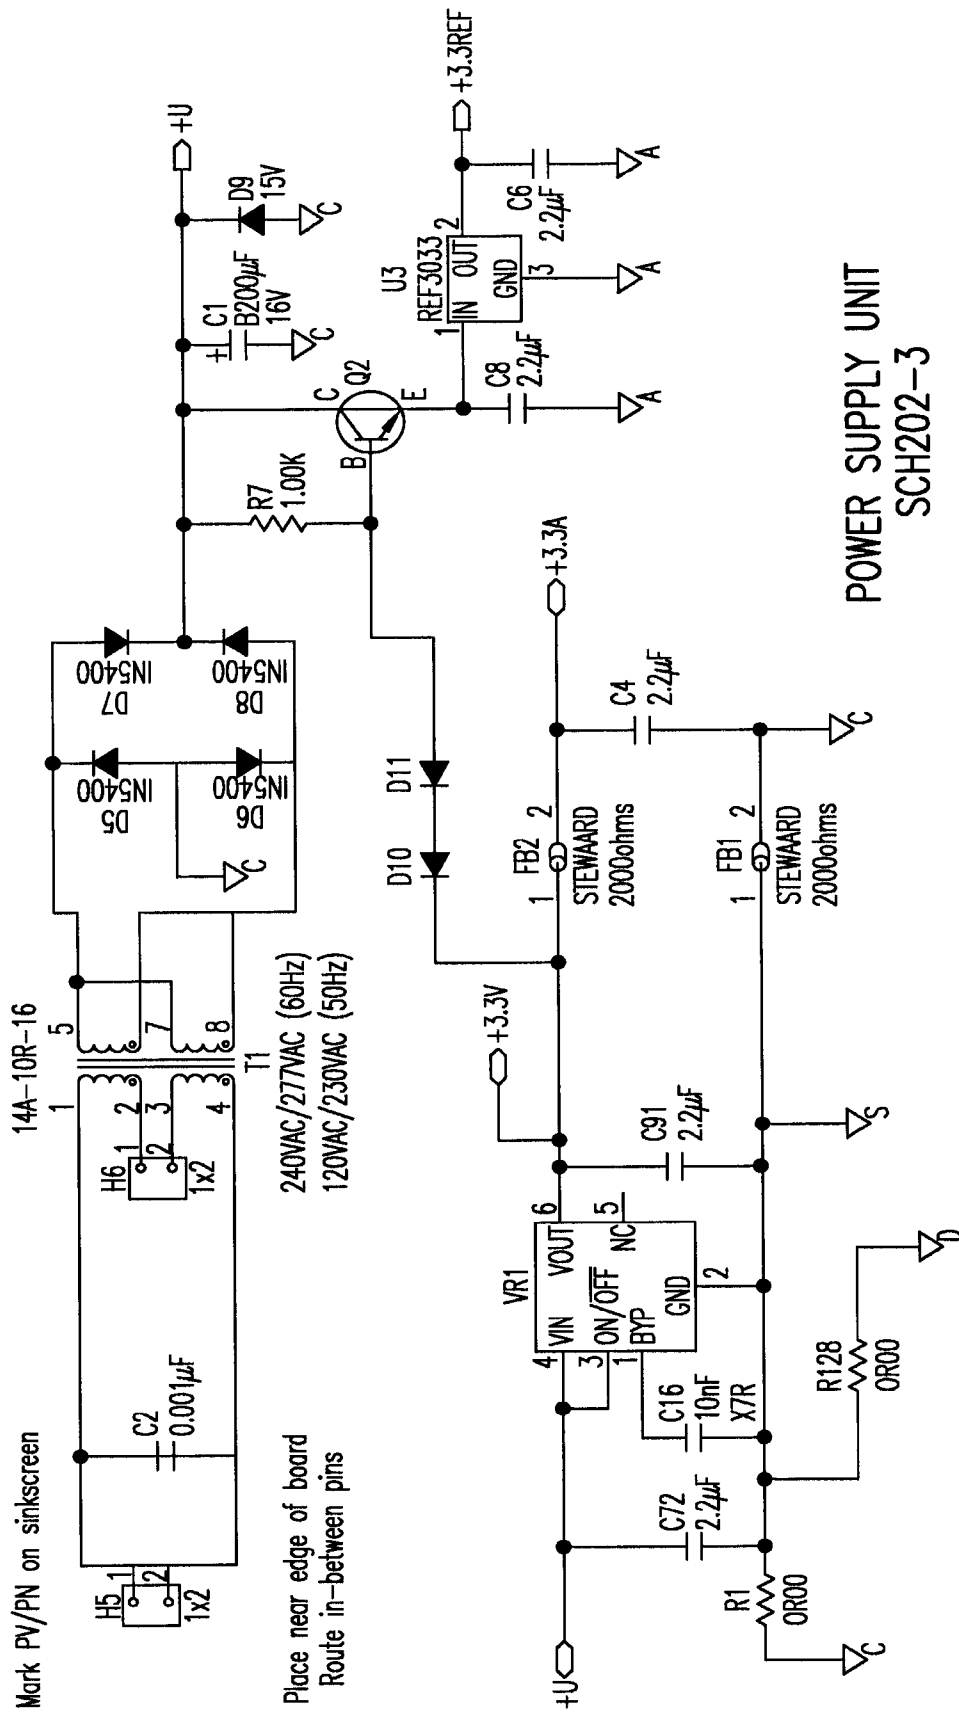 Mark PV/PN on sinkscreen
H5
1
2
1x2
C2
0.001µF
Place near edge of board
Route in-between pins
H6
1
2
1x2
14A-10R-16
1
2
3
4
5
7
8
T1
240VAC/277VAC (60Hz)
120VAC/230VAC (50Hz)
D5
IN5400
D6
IN5400
C
D7
IN5400
D8
IN5400
R7
1.00K
C1
+
B200µF
16V
C
D9
15V
C
+U
Q2
B
C
E
D10
D11
C8
2.2µF
A
U3
REF3033
1
IN
OUT
2
GND
3
A
C6
2.2µF
A
+3.3REF
+U
R1
0R00
C
C72
2.2µF
C16
10nF
X7R
R128
0R00
D
VR1
4
VIN
VOUT
6
3
ON/OFF
NC
5
1
BYP
GND
2
+3.3V
C91
2.2µF
S
1
FB2
2
STEWAARD
2000ohms
1
FB1
2
STEWAARD
2000ohms
C4
2.2µF
C
+3.3A
POWER SUPPLY UNIT
SCH202-3